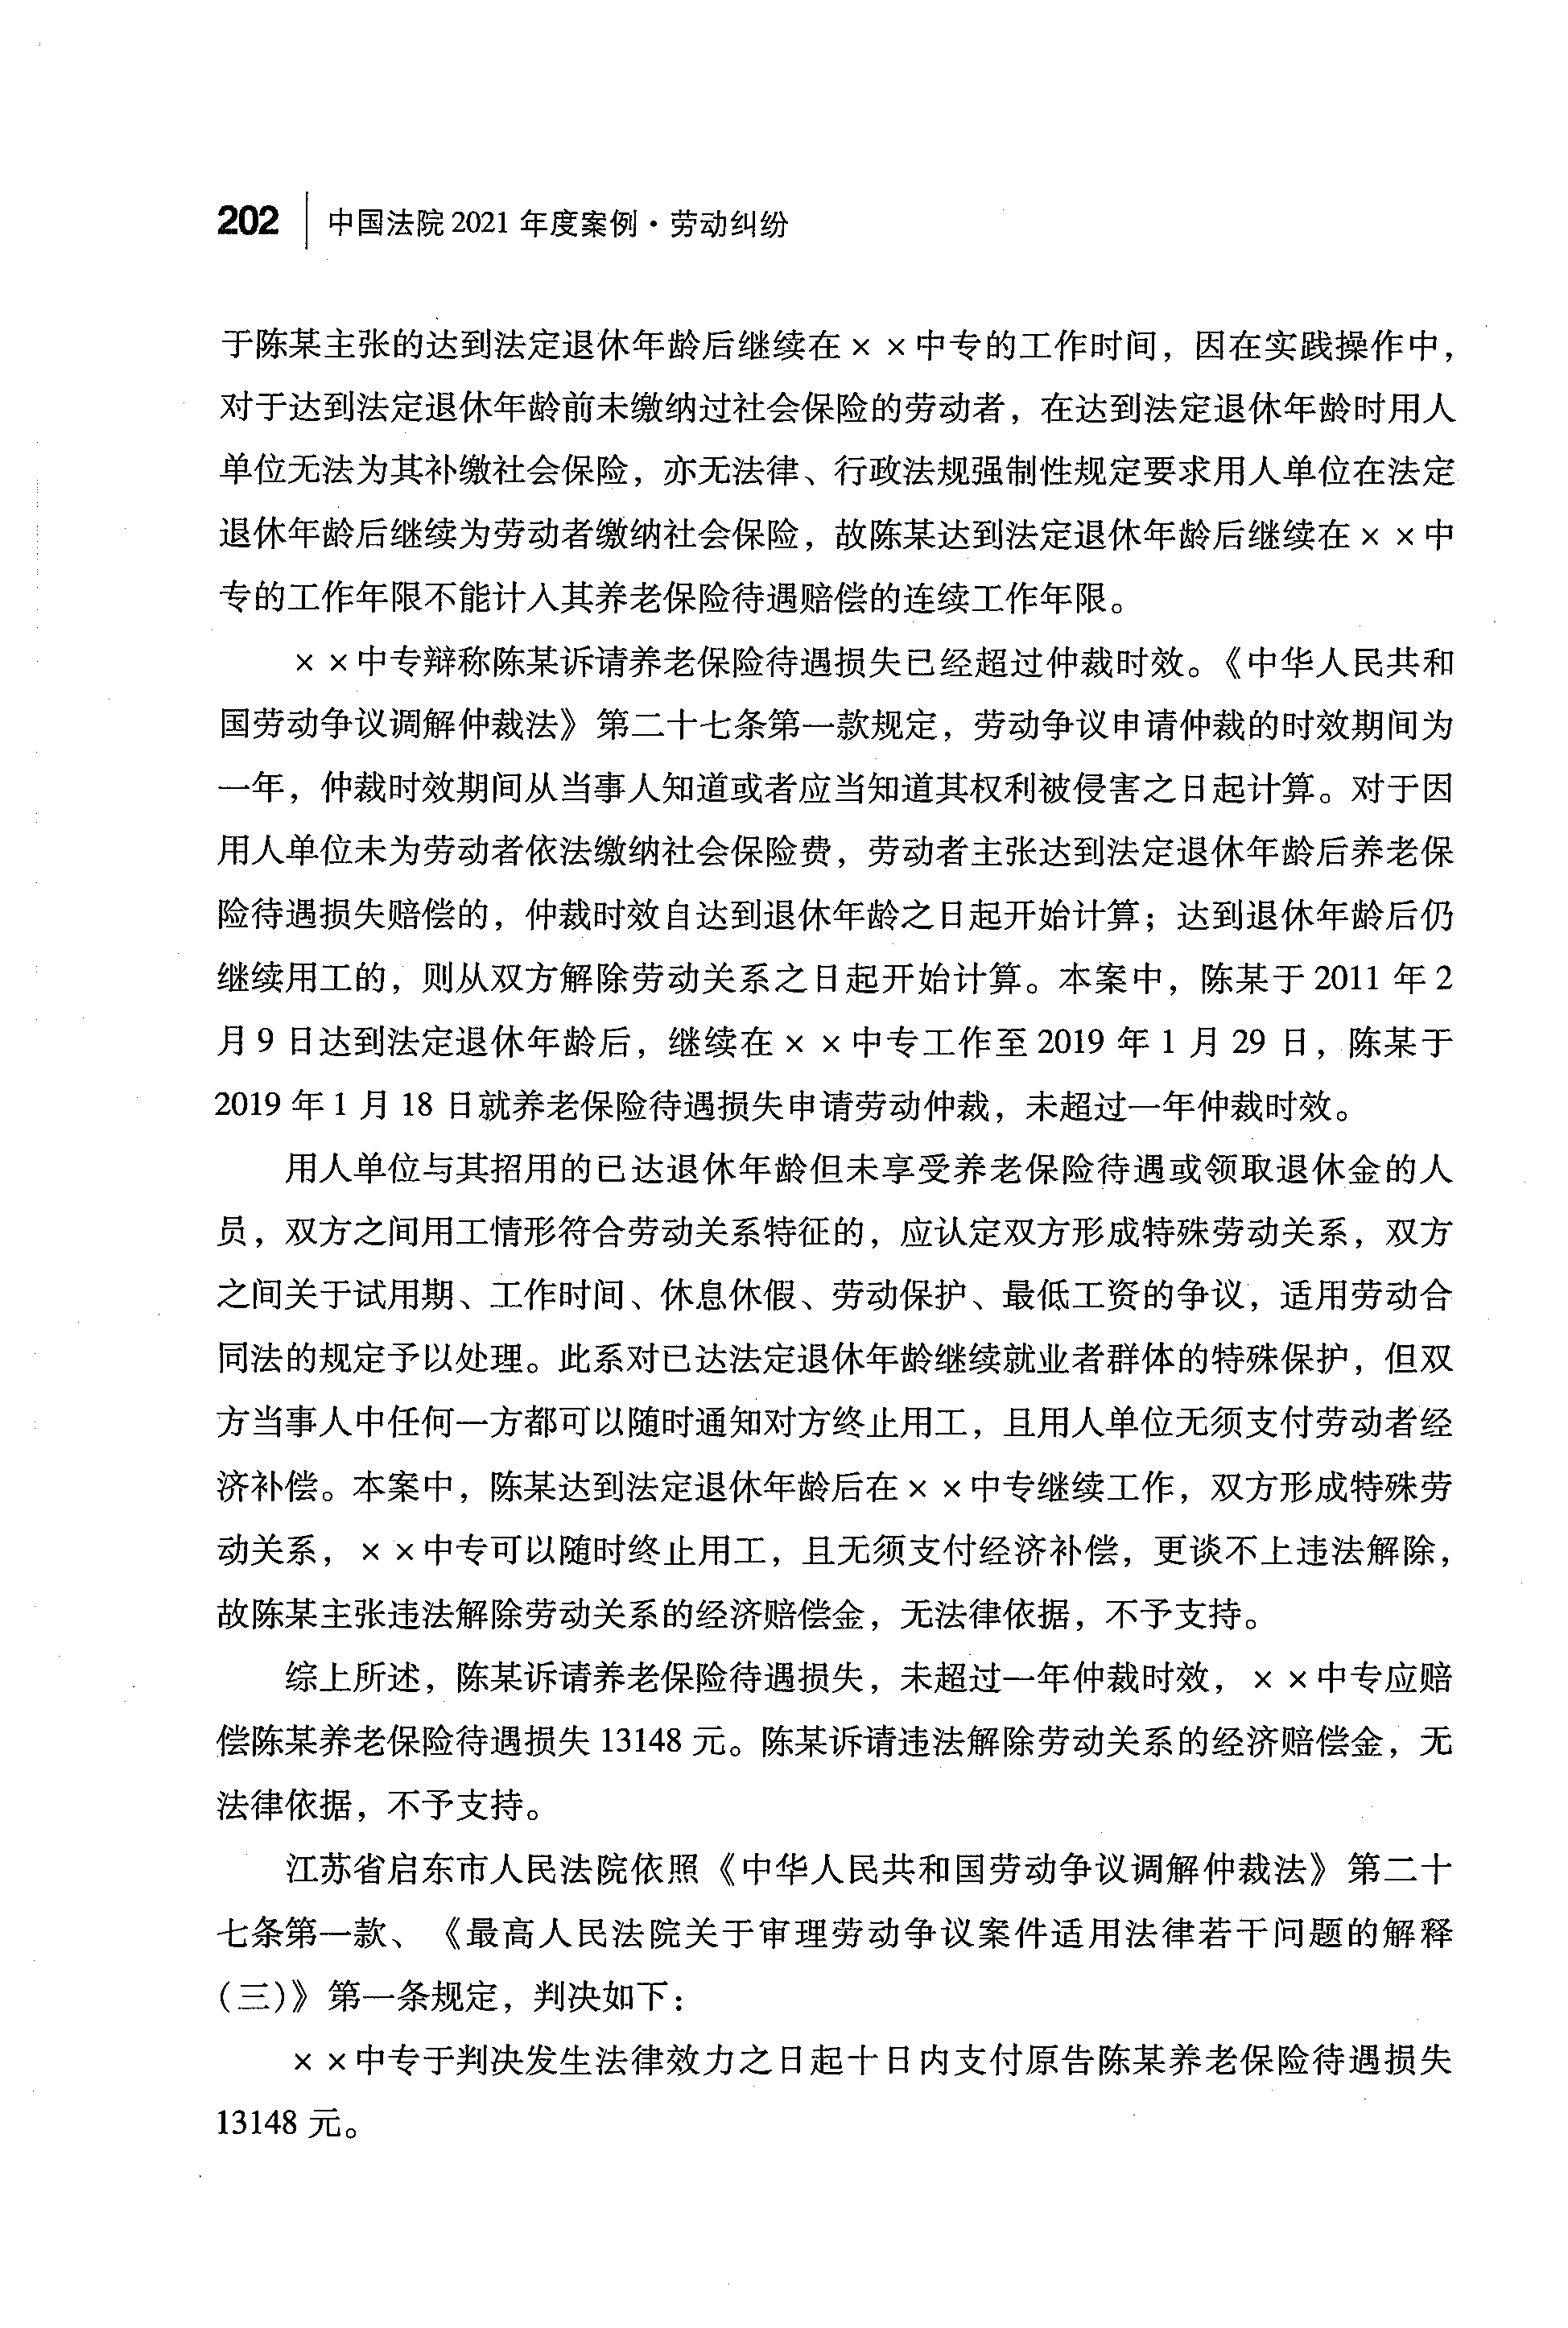 202 中国法院2021年度案例·劳动纠纷
于陈某主张的达到法定退休年龄后继续在××中专的工作时间，因在实践操作中，
对于达到法定退休年龄前未缴纳过社会保险的劳动者，在达到法定退休年龄时用人
单位无法为其补缴社会保险，亦无法律、行政法规强制性规定要求用人单位在法定
退休年龄后继续为劳动者缴纳社会保险，故陈某达到法定退休年龄后继续在××中
专的工作年限不能计入其养老保险待遇赔偿的连续工作年限。
××中专辩称陈某诉请养老保险待遇损失已经超过仲裁时效。《中华人民共和
国劳动争议调解仲裁法》第二十七条第一款规定，劳动争议申请仲裁的时效期间为
一年，仲裁时效期间从当事人知道或者应当知道其权利被侵害之日起计算。对于因
用人单位未为劳动者依法缴纳社会保险费，劳动者主张达到法定退休年龄后养老保
险待遇损失赔偿的，仲裁时效自达到退休年龄之日起开始计算；达到退休年龄后仍
继续用工的，则从双方解除劳动关系之日起开始计算。本案中，陈某于2011年2
月9日达到法定退休年龄后，继续在××中专工作至2019年1月29日，陈某于
2019年1月18日就养老保险待遇损失申请劳动仲裁，未超过一年仲裁时效。
用人单位与其招用的已达退休年龄但未享受养老保险待遇或领取退休金的人
员，双方之间用工情形符合劳动关系特征的，应认定双方形成特殊劳动关系，双方
之间关于试用期、工作时间、休息休假、劳动保护、最低工资的争议，适用劳动合
同法的规定予以处理。此系对已达法定退休年龄继续就业者群体的特殊保护，但双
方当事人中任何一方都可以随时通知对方终止用工，且用人单位无须支付劳动者经
济补偿。本案中，陈某达到法定退休年龄后在××中专继续工作，双方形成特殊劳
动关系，××中专可以随时终止用工，且无须支付经济补偿，更谈不上违法解除，
故陈某主张违法解除劳动关系的经济赔偿金，无法律依据，不予支持。
综上所述，陈某诉请养老保险待遇损失，未超过一年仲裁时效，××中专应赔
偿陈某养老保险待遇损失13148元。陈某诉请违法解除劳动关系的经济赔偿金，无
法律依据，不予支持。
江苏省启东市人民法院依照《中华人民共和国劳动争议调解仲裁法》第二十
七条第一款、《最高人民法院关于审理劳动争议案件适用法律若干问题的解释
（三）》第一条规定，判决如下：
××中专于判决发生法律效力之日起十日内支付原告陈某养老保险待遇损失
13148元。